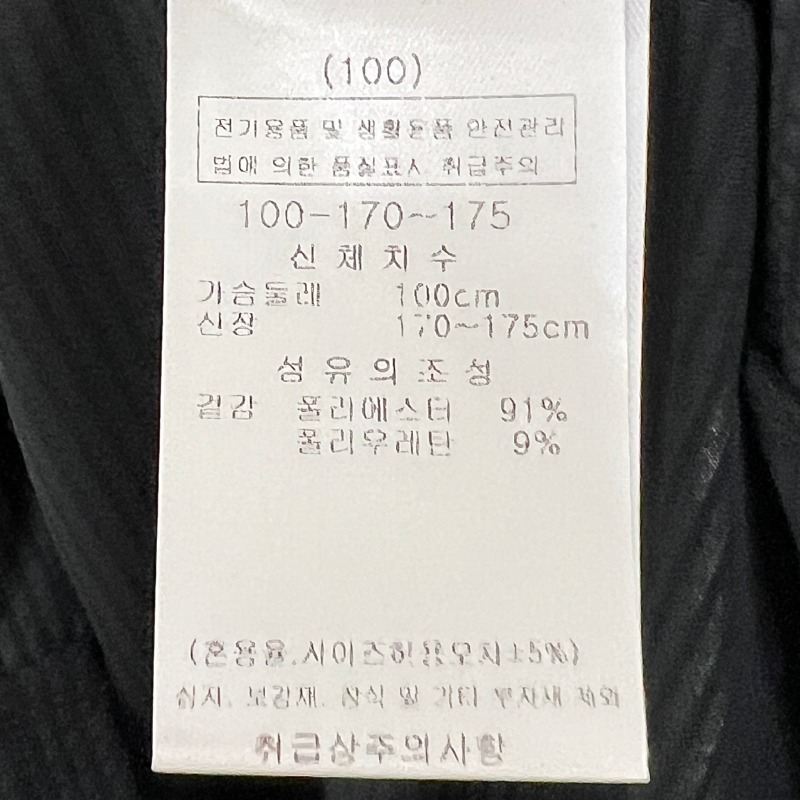 (100)
전기용품 및 생활용품 안전관리
법에 의한 품질표시 취급주의
100-170~175
신체치수
가슴둘레 100cm
신장 170~175cm
섬유의조성
겉감 폴리에스터 91%
폴리우레탄 9%
(혼용율.사이즈허용오차±5%)
심지, 보강재, 장식 및 기타 부자재 제외
취급상주의사항